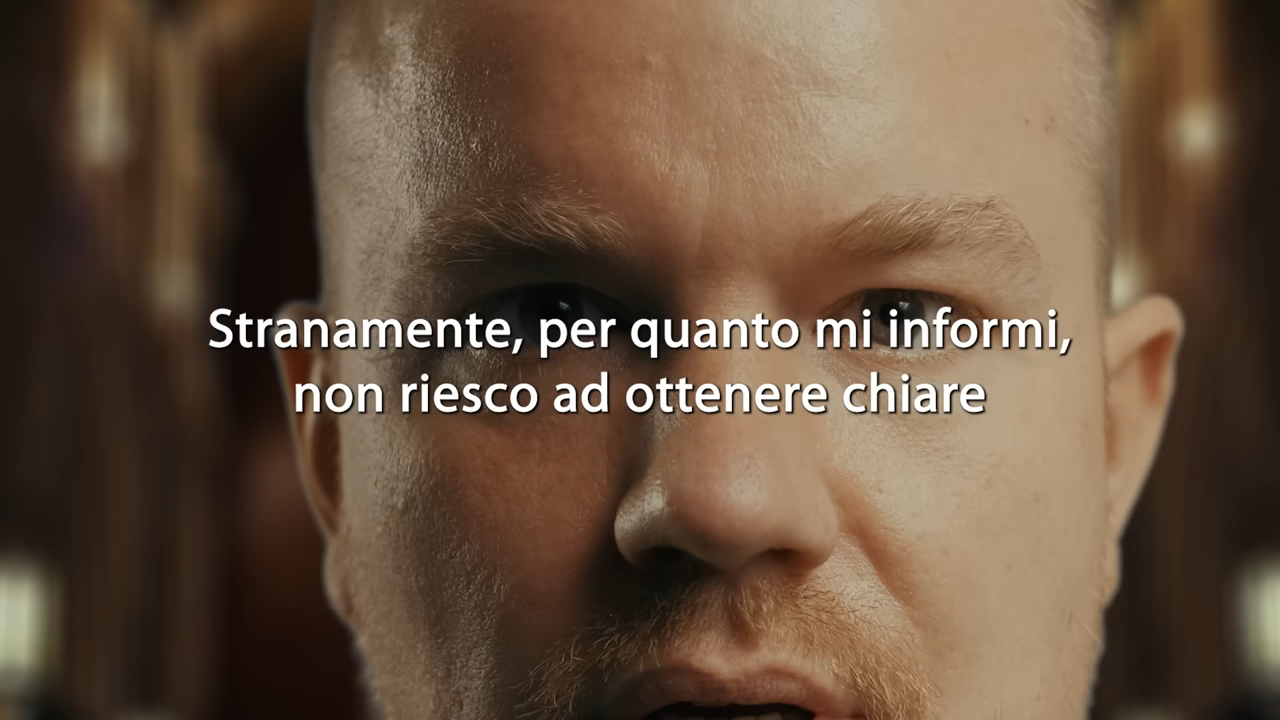 Stranamente, per quanto mi informi,
non riesco ad ottenere chiare